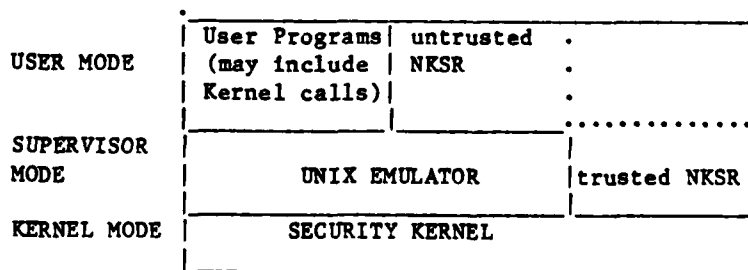 User Programs untrusted
USER MODE (may include NKSR
Kernel calls)
SUPERVISOR
MODE UNIX EMULATOR trusted NKSR
KERNEL MODE SECURITY KERNEL